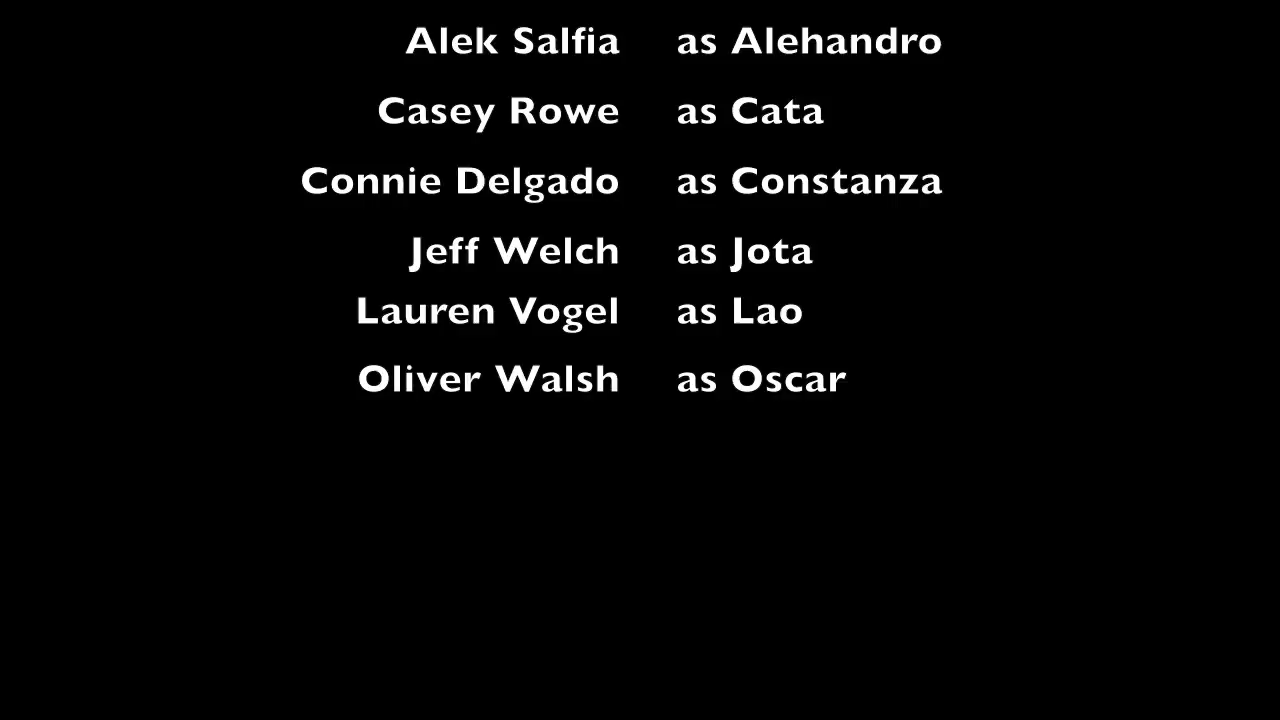 Alek Salfia as Alehandro
Casey Rowe as Cata
Connie Delgado as Constanza
Jeff Welch as Jota
Lauren Vogel as Lao
Oliver Walsh as Oscar